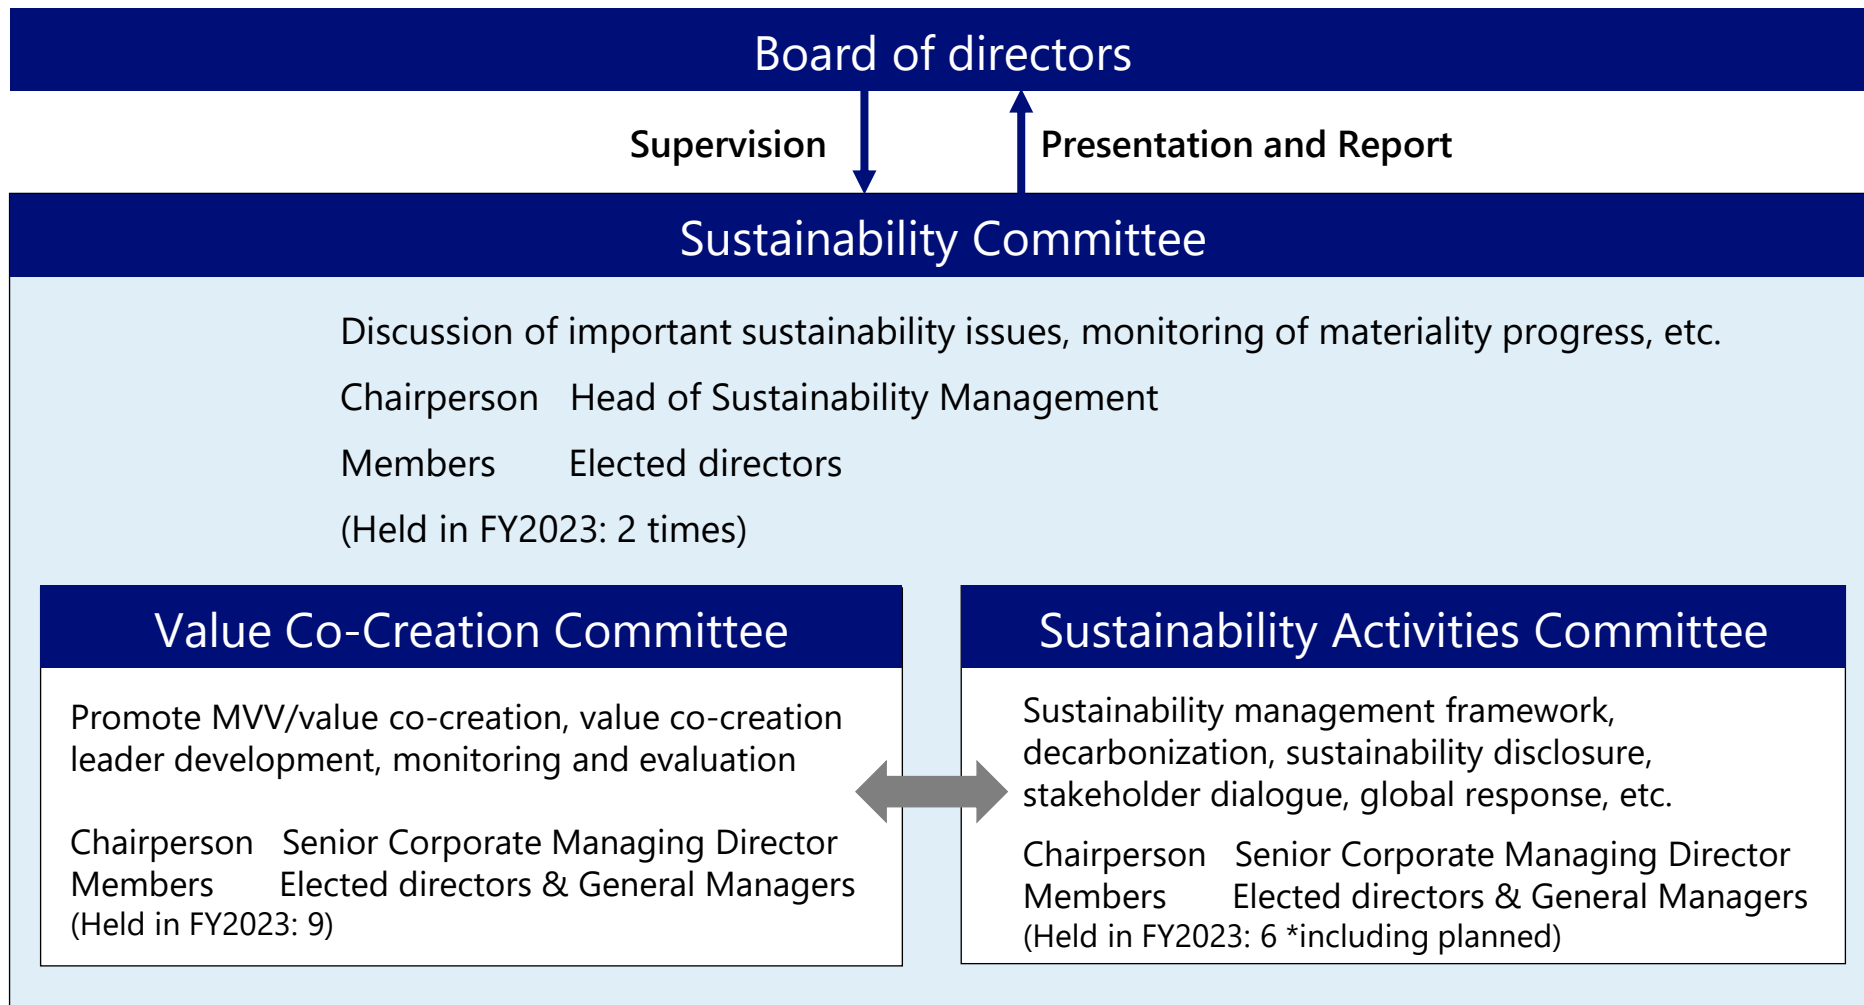 Board of directors
Supervision
Presentation and Report
Sustainability Committee
Discussion of important sustainability issues, monitoring of materiality progress, etc.
Chairperson Head of Sustainability Management
Members Elected directors
(Held in FY2023: 2 times)
Value Co-Creation Committee
Promote MVV/value co-creation, value co-creation
leader development, monitoring and evaluation
Chairperson Senior Corporate Managing Director
Members Elected directors & General Managers
(Held in FY2023: 9)
Sustainability Activities Committee
Sustainability management framework,
decarbonization, sustainability disclosure,
stakeholder dialogue, global response, etc.
Chairperson Senior Corporate Managing Director
Members Elected directors & General Managers
(Held in FY2023: 6 *including planned)